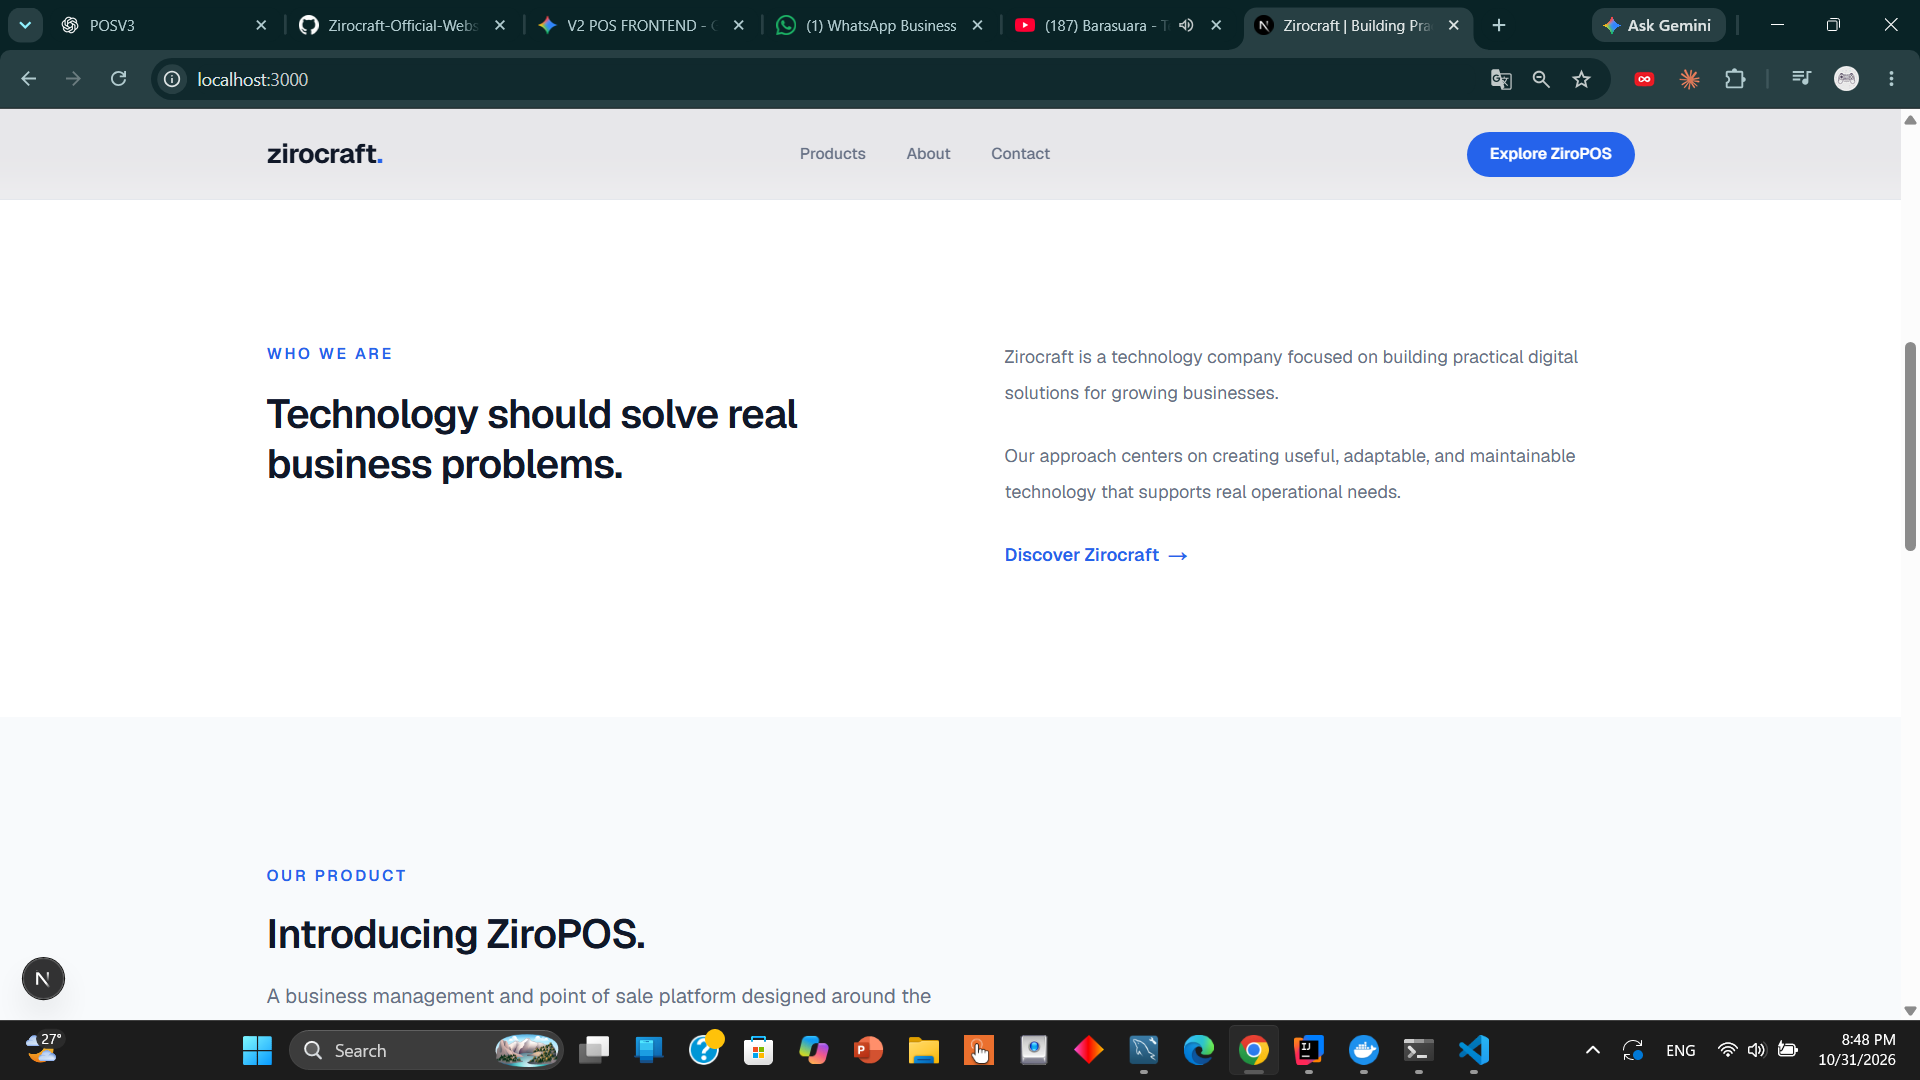 POSV3
Zirocraft-Official-Webs
V2 POS FRONTEND - G
(1) WhatsApp Business
(187) Barasuara - Te
Zirocraft | Building Pra
Ask Gemini
localhost:3000
zirocraft.
Products
About
Contact
Explore ZiroPOS
WHO WE ARE
Technology should solve real
business problems.
Zirocraft is a technology company focused on building practical digital
solutions for growing businesses.
Our approach centers on creating useful, adaptable, and maintainable
technology that supports real operational needs.
Discover Zirocraft →
OUR PRODUCT
Introducing ZiroPOS.
A business management and point of sale platform designed around the
N
27°
Search
ENG
8:48 PM
10/31/2026